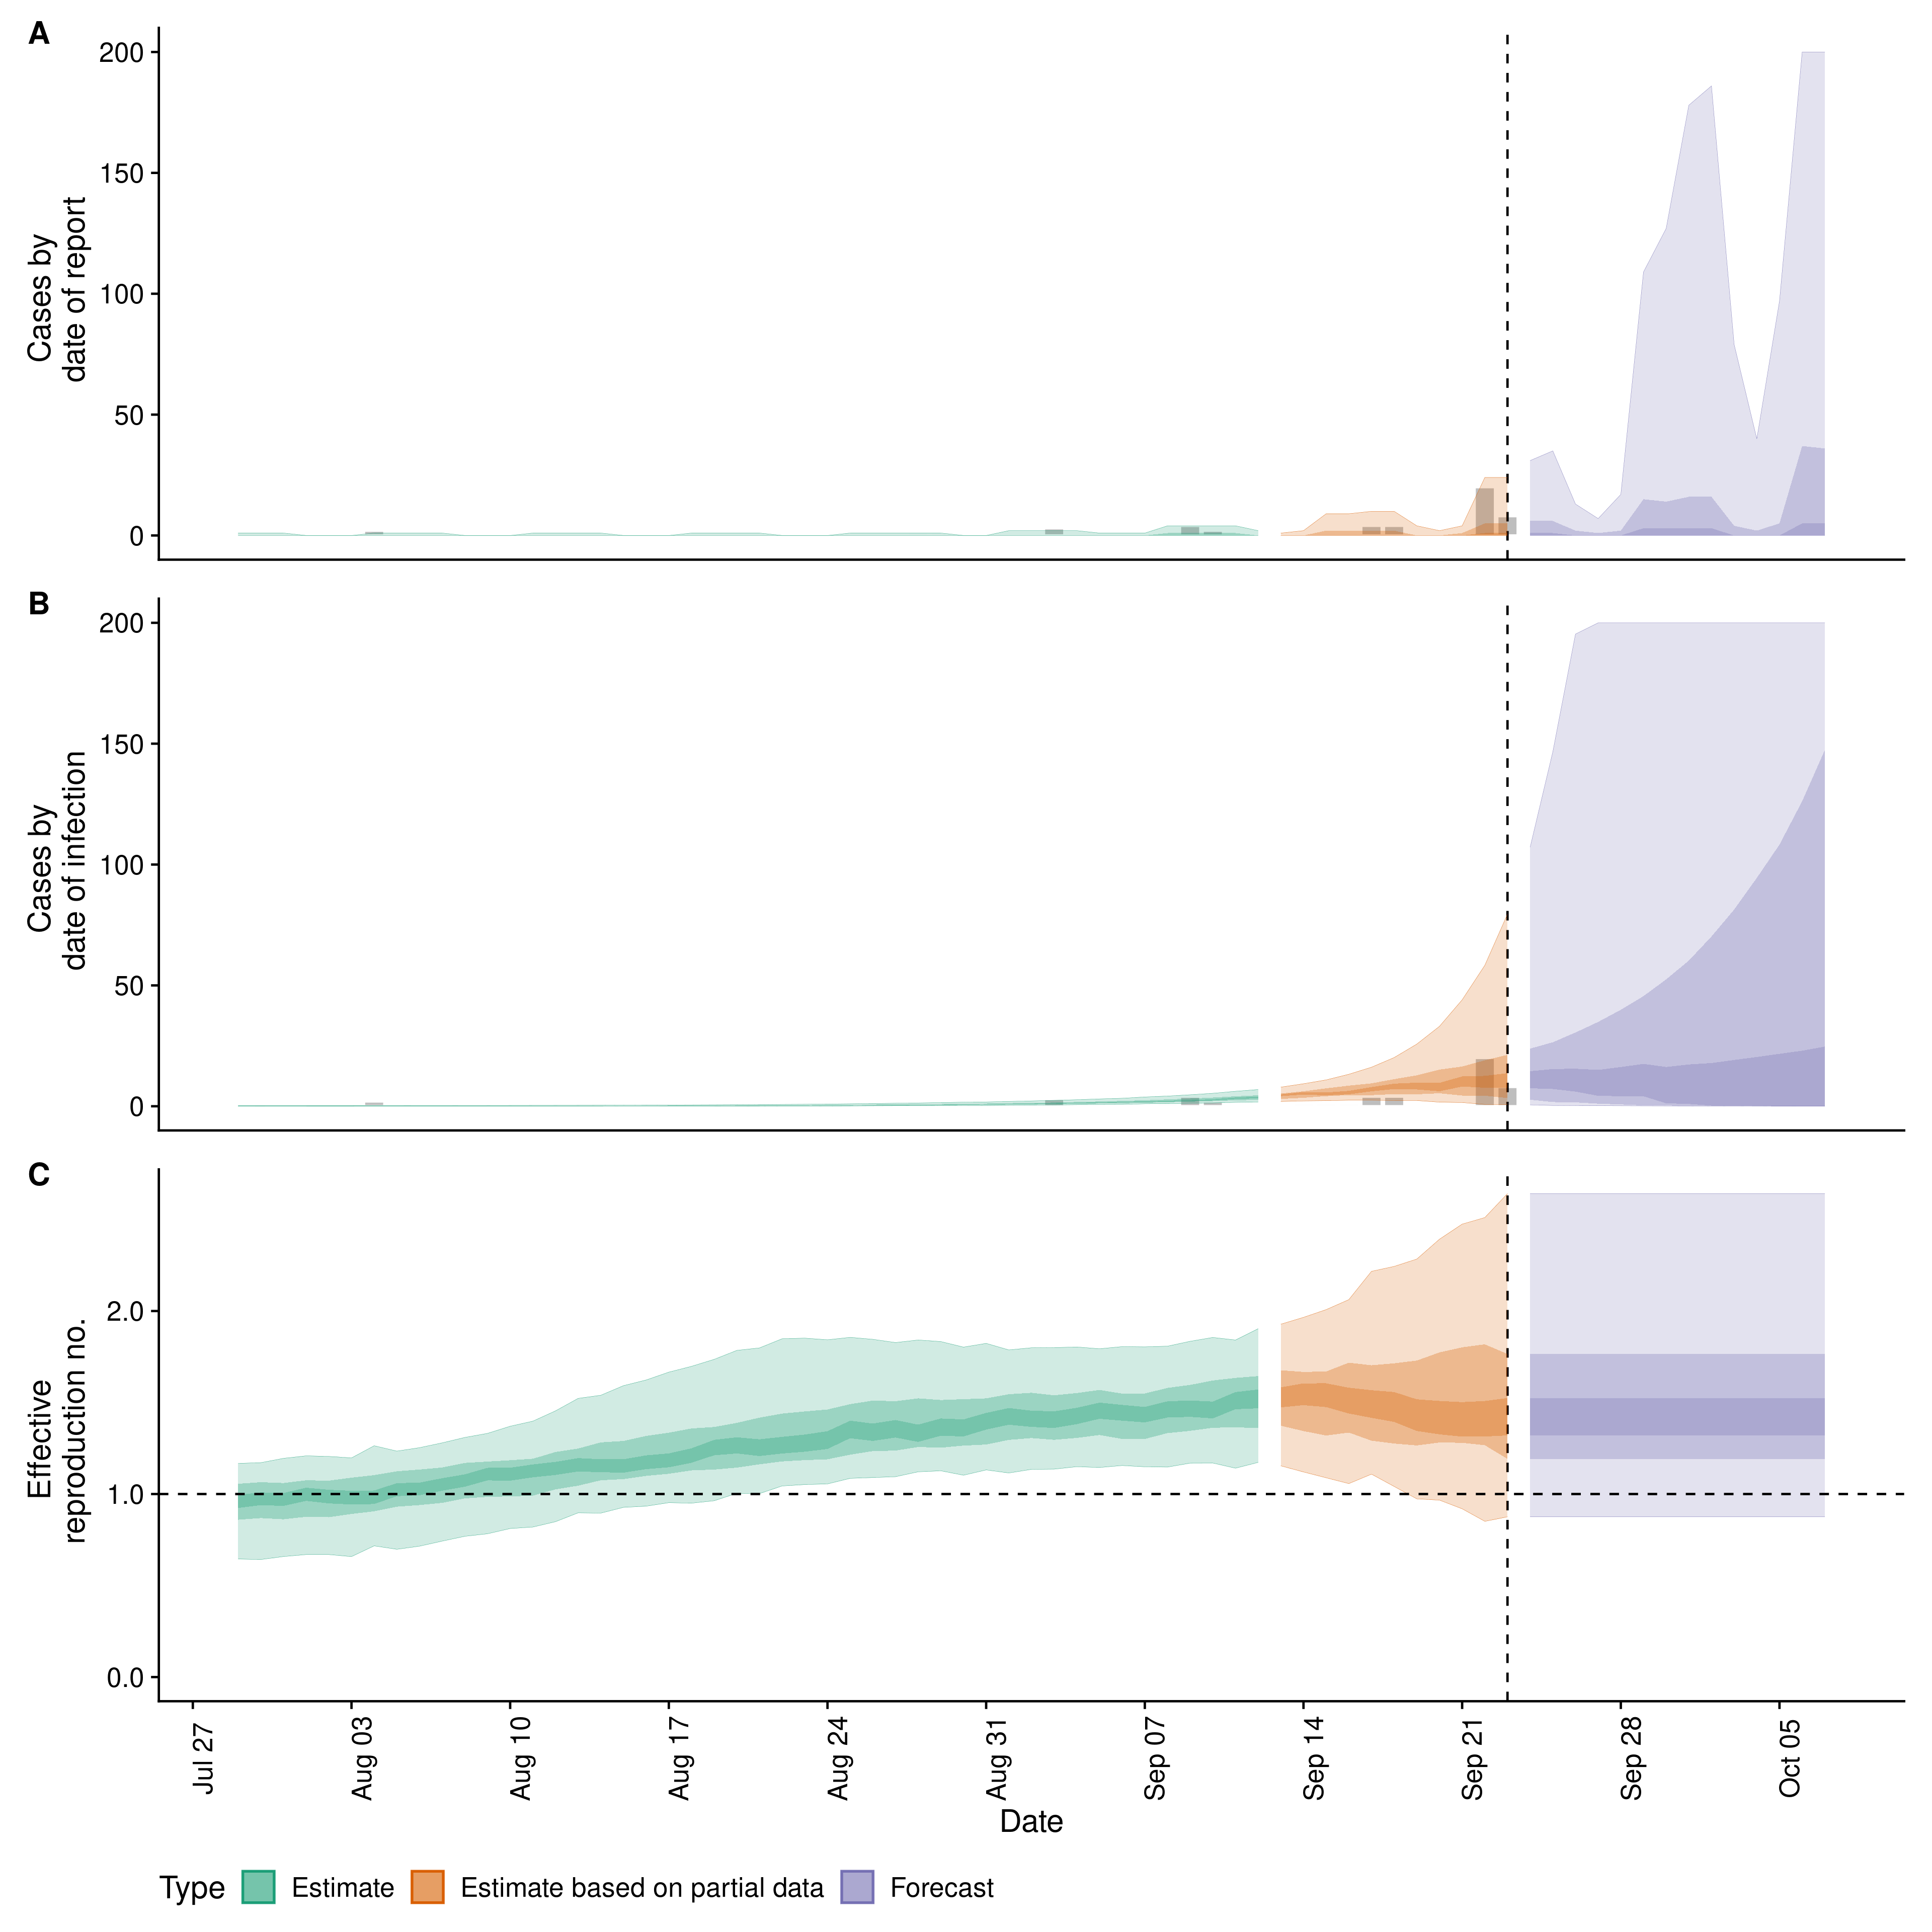 A
200
150
100
50
0
Cases by
date of report
B
200
150
100
50
0
Cases by
date of infection
C
2.0
1.0
0.0
Effective
reproduction no.
Jul 27
Aug 03
Aug 10
Aug 17
Aug 24
Aug 31
Sep 07
Sep 14
Sep 21
Sep 28
Oct 05
Date
Type Estimate Estimate based on partial data Forecast